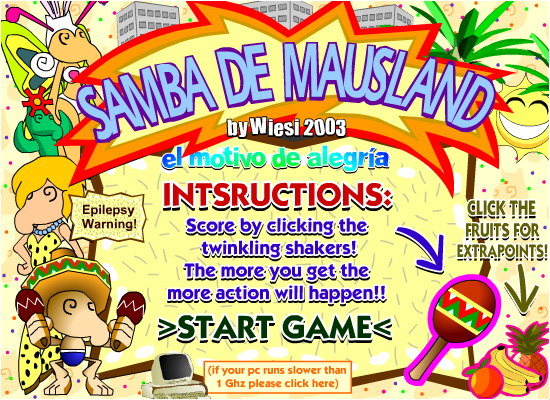 SAMBA DE MAUSLAND
by Wiesi 2003
el motivo de alegría
INTSRUCTIONS:
Epilepsy
Warning!
Score by clicking the
twinkling shakers!
The more you get the
more action will happen!!
CLICK THE
FRUITS FOR
EXTRAPOINTS!
>START GAME<
(if your pc runs slower than
1 Ghz please click here)